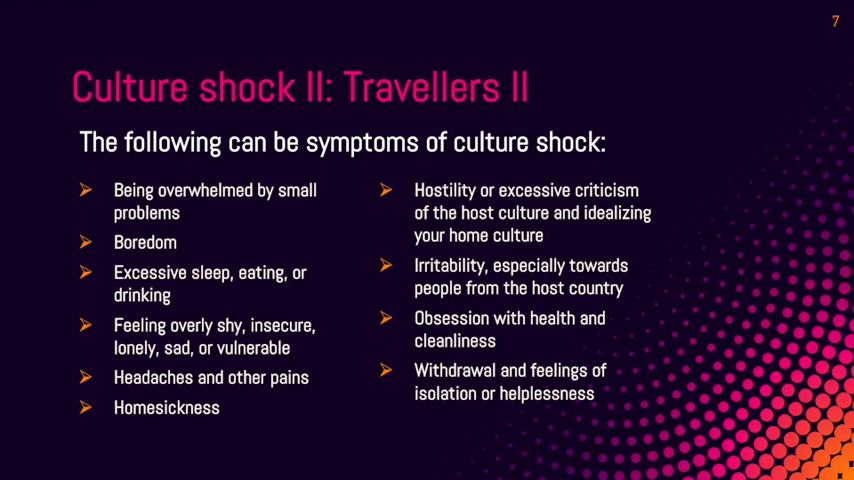 7
Culture shock II: Travellers II
The following can be symptoms of culture shock:
Being overwhelmed by small
problems
Boredom
Excessive sleep, eating, or
drinking
Feeling overly shy, insecure,
lonely, sad, or vulnerable
Headaches and other pains
Homesickness
Hostility or excessive criticism
of the host culture and idealizing
your home culture
Irritability, especially towards
people from the host country
Obsession with health and
cleanliness
Withdrawal and feelings of
isolation or helplessness